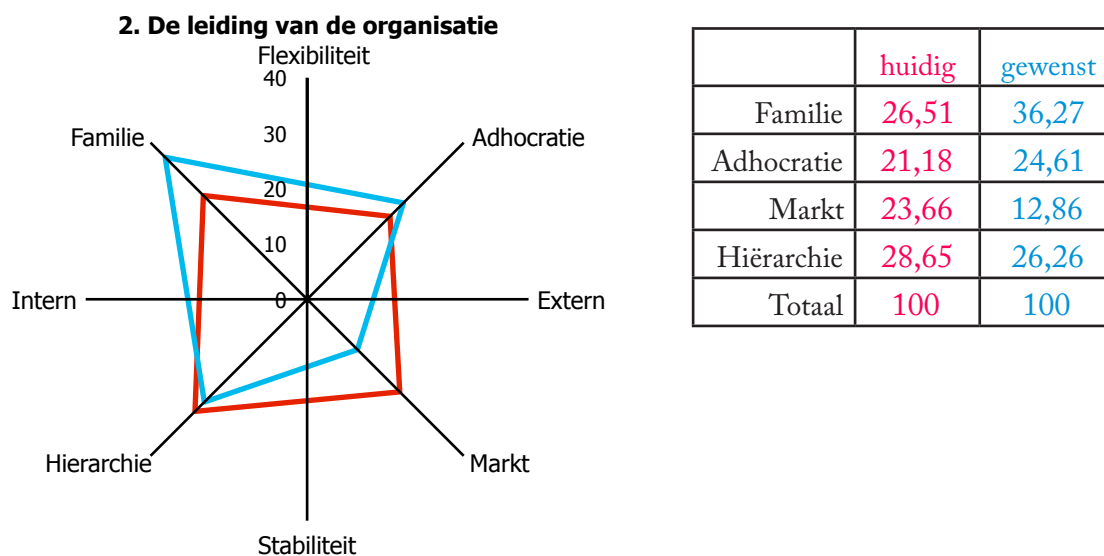 2. De leiding van de organisatie
Flexibiliteit
40
30
20
10
0
Familie
Adhocratie
Intern
Extern
Hierarchie
Markt
Stabiliteit
huidig gewenst
Familie 26,51 36,27
Adhocratie 21,18 24,61
Markt 23,66 12,86
Hiërarchie 28,65 26,26
Totaal 100 100